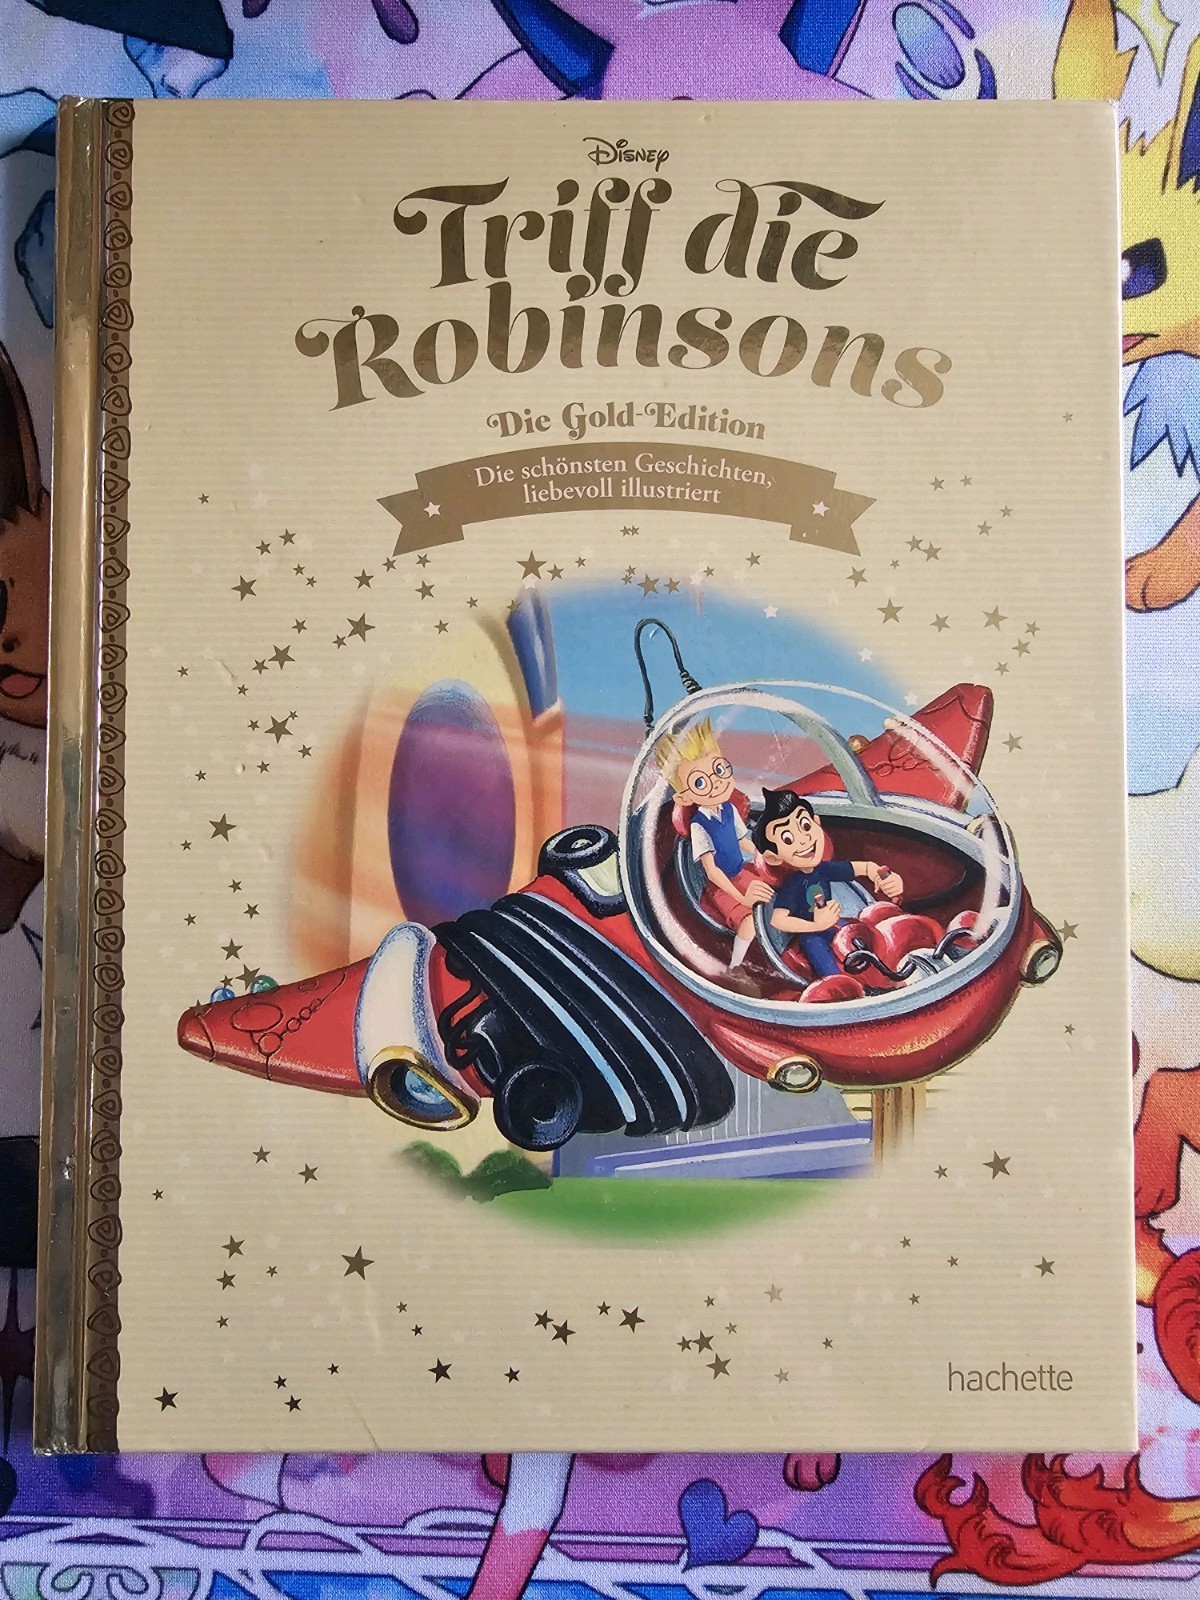 Disney
Triff die
Robinsons
Die Gold-Edition
Die schönsten Geschichten,
liebevoll illustriert
hachette